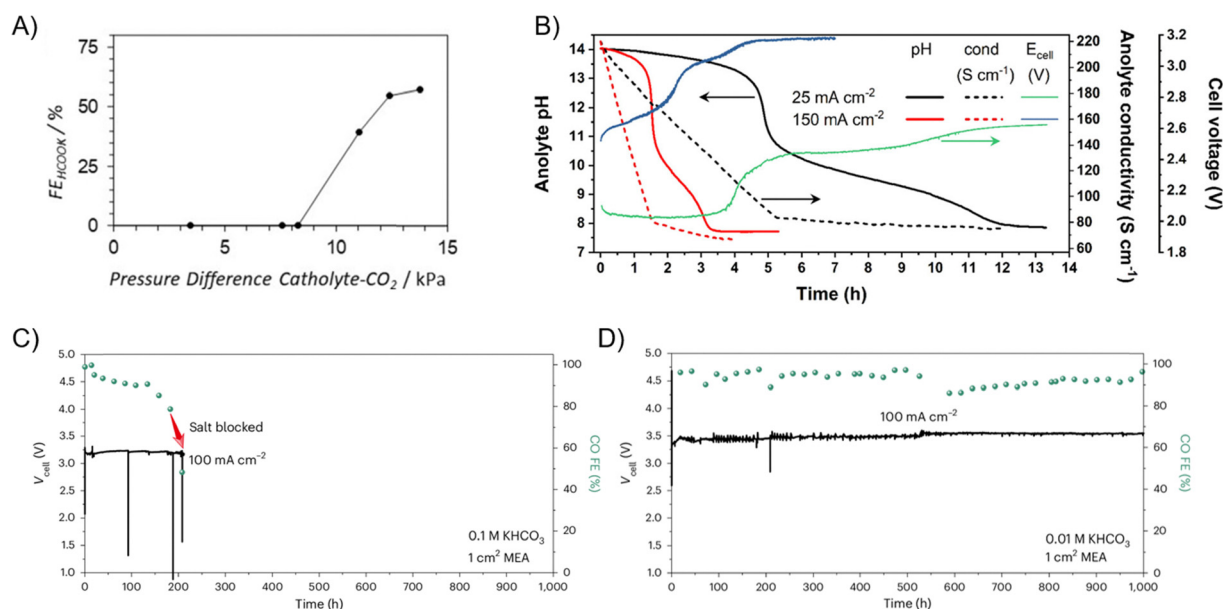 A)
75
50
25
0
FE_HCOOK / %
0 5 10 15
Pressure Difference Catholyte-CO₂ / kPa
B)
14
13
12
11
10
9
8
7
Anolyte pH
pH cond E_cell
(S cm⁻¹) (V)
25 mA cm⁻²
150 mA cm⁻²
0 1 2 3 4 5 6 7 8 9 10 11 12 13 14
Time (h)
220
200
180
160
140
120
100
80
Anolyte conductivity (S cm⁻¹)
3.2
3.0
2.8
2.6
2.4
2.2
2.0
1.8
Cell voltage (V)
C)
5.0
4.5
4.0
3.5
3.0
2.5
2.0
1.5
1.0
V_cell (V)
Salt blocked
100 mA cm⁻²
0.1 M KHCO₃
1 cm² MEA
0 100 200 300 400 500 600 700 800 900 1,000
Time (h)
100
80
60
40
20
0
CO FE (%)
D)
5.0
4.5
4.0
3.5
3.0
2.5
2.0
1.5
1.0
V_cell (V)
100 mA cm⁻²
0.01 M KHCO₃
1 cm² MEA
0 100 200 300 400 500 600 700 800 900 1,000
Time (h)
100
80
60
40
20
0
CO FE (%)